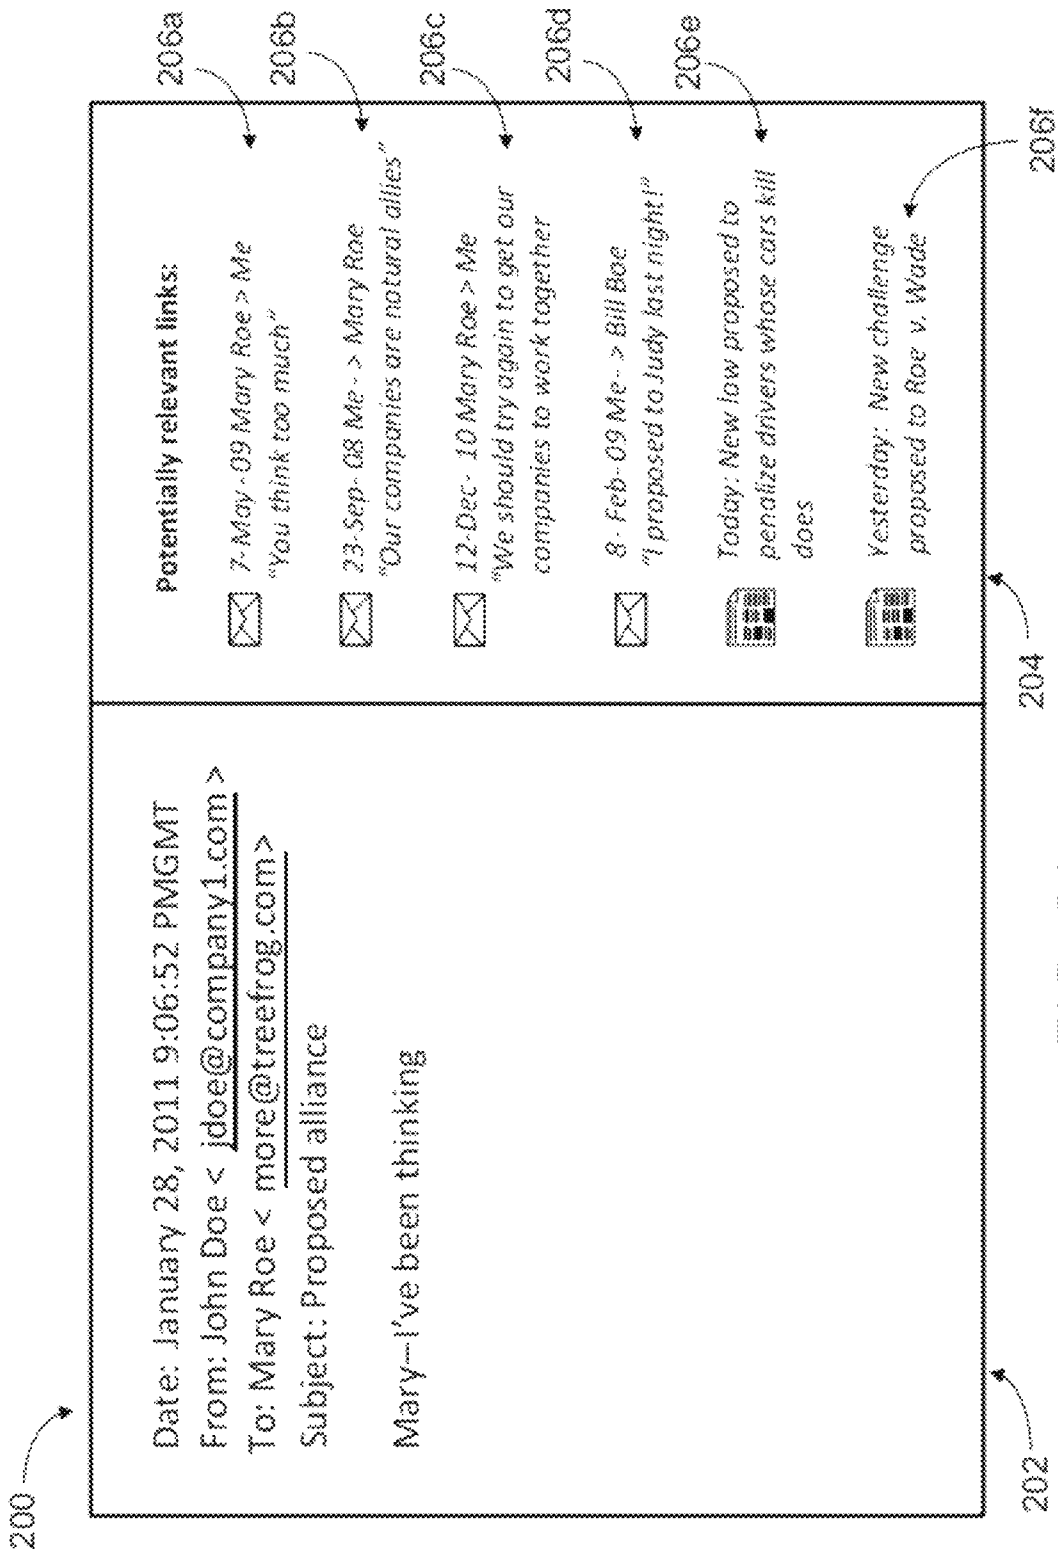 200
Date: January 28, 2011 9:06:52 PMGMT
From: John Doe < jdoe@company1.com >
To: Mary Roe < more@treefrog.com>
Subject: Proposed alliance
Mary—I've been thinking
202
Potentially relevant links:
7-May-09 Mary Roe > Me
"You think too much"
206a
23-Sep-08 Me- > Mary Roe
"Our companies are natural allies"
206b
12-Dec- 10 Mary Roe > Me
"We should try again to get our
companies to work together
206c
8 - Feb- 09 Me- > Bill Boe
"I proposed to Judy last night!"
206d
Today: New law proposed to
penalize drivers whose cars kill
does
206e
Yesterday: New challenge
proposed to Roe v. Wade
206f
204